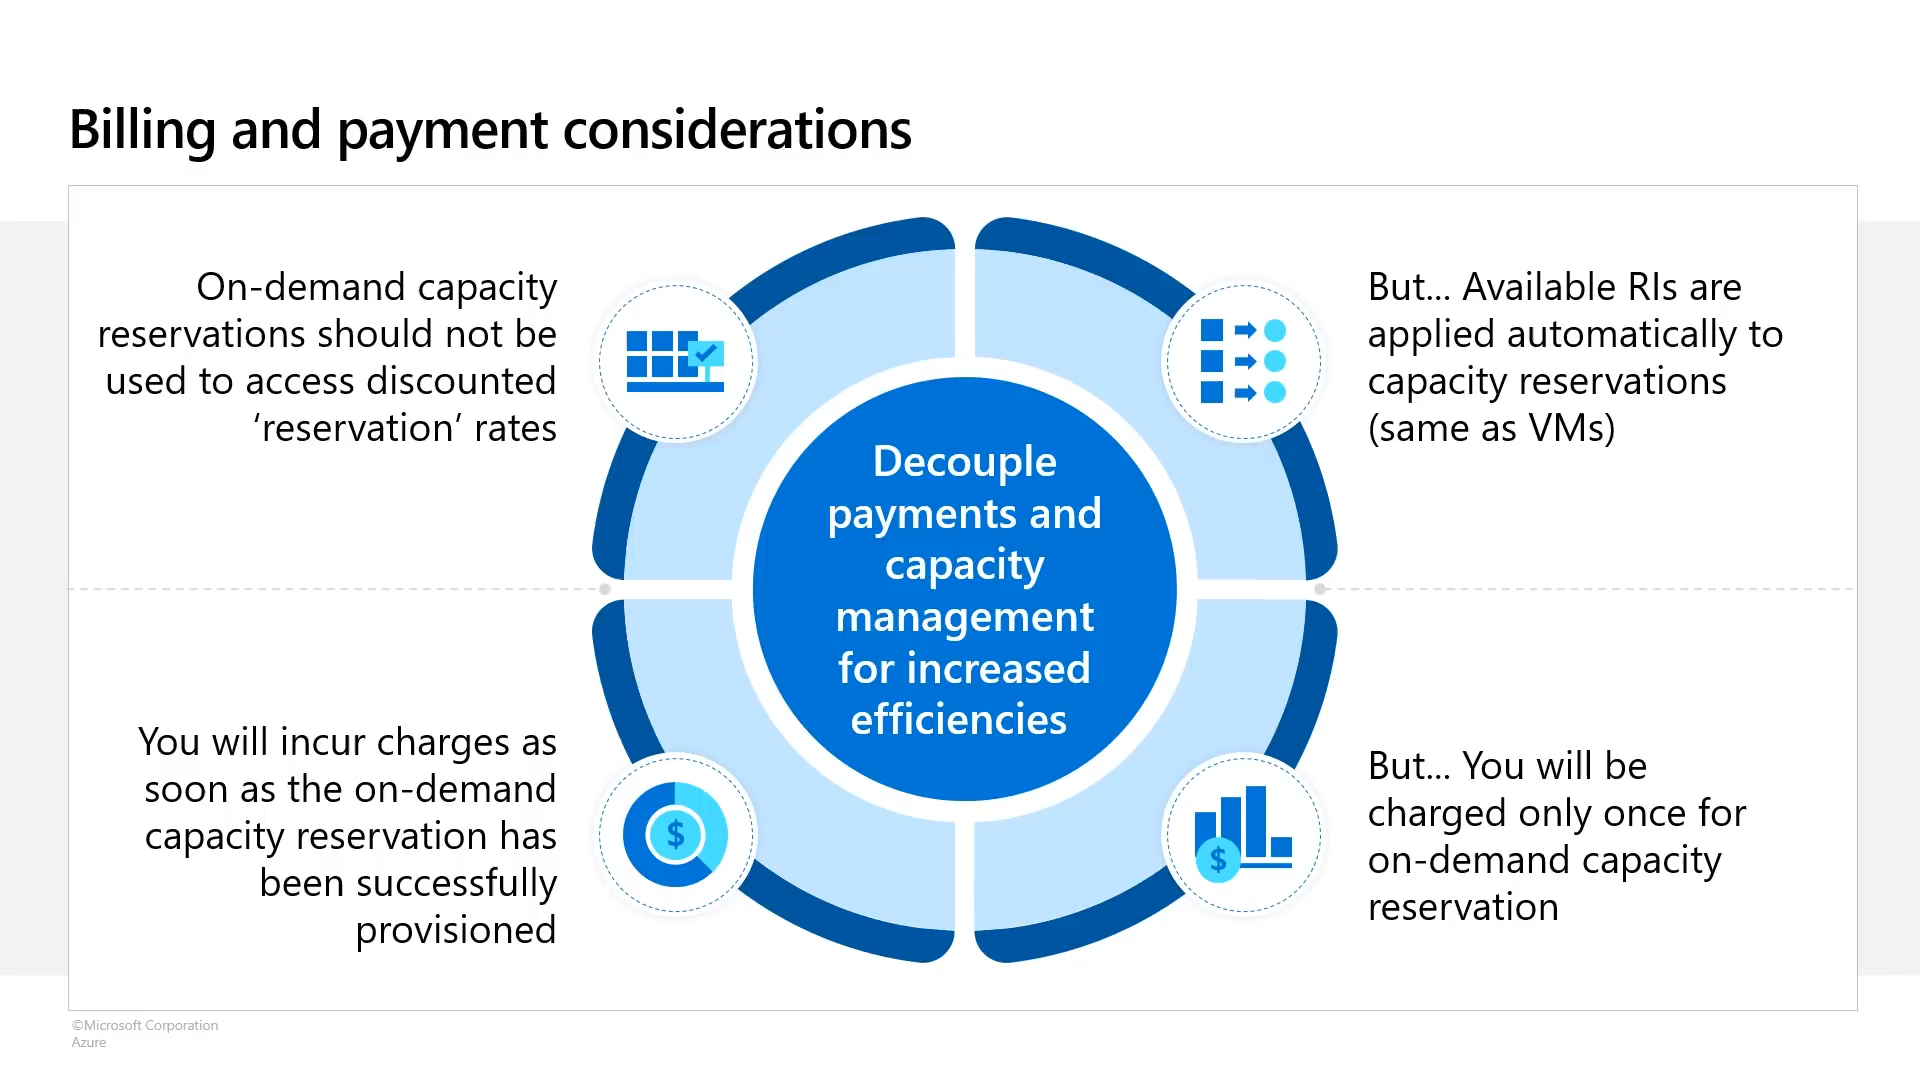 Billing and payment considerations
On-demand capacity
reservations should not be
used to access discounted
‘reservation’ rates
But... Available RIs are
applied automatically to
capacity reservations
(same as VMs)
Decouple
payments and
capacity
management
for increased
efficiencies
You will incur charges as
soon as the on-demand
capacity reservation has
been successfully
provisioned
$
But... You will be
charged only once for
on-demand capacity
reservation
$
©Microsoft Corporation
Azure